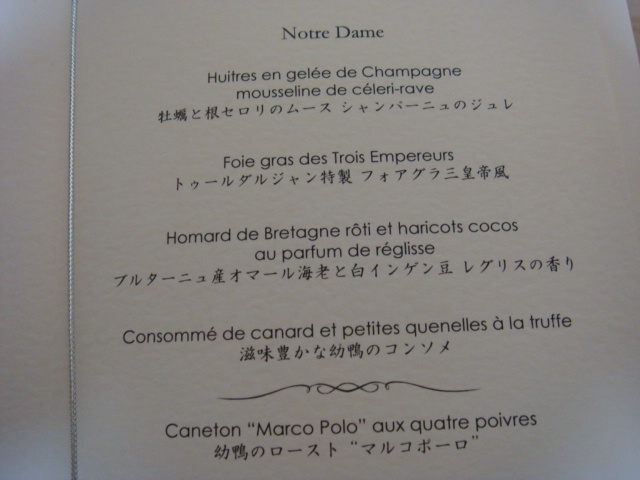 Notre Dame
Huitres en gelée de Champagne
mousseline de céleri-rave
牡蠣と根セロリのムース シャンパーニュのジュレ
Foie gras des Trois Empereurs
トゥールダルジャン特製 フォアグラ三皇帝風
Homard de Bretagne rôti et haricots cocos
au parfum de réglisse
ブルターニュ産オマール海老と白インゲン豆 レグリスの香り
Consommé de canard et petites quenelles à la truffe
滋味豊かな幼鴨のコンソメ
Caneton “Marco Polo” aux quatre poivres
幼鴨のロースト “マルコポーロ”